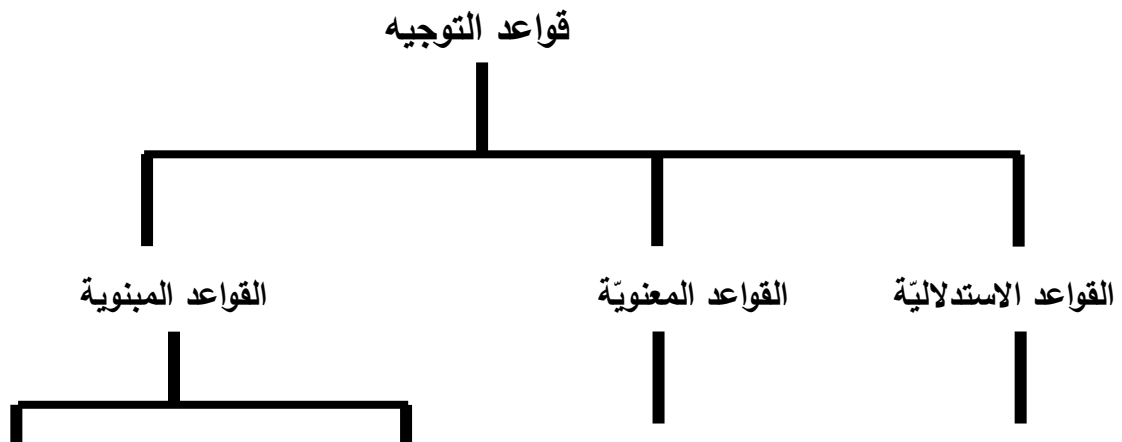 قواعد التوجيه
القواعد الاستدلاليّة
القواعد المعنويّة
القواعد المبنوية